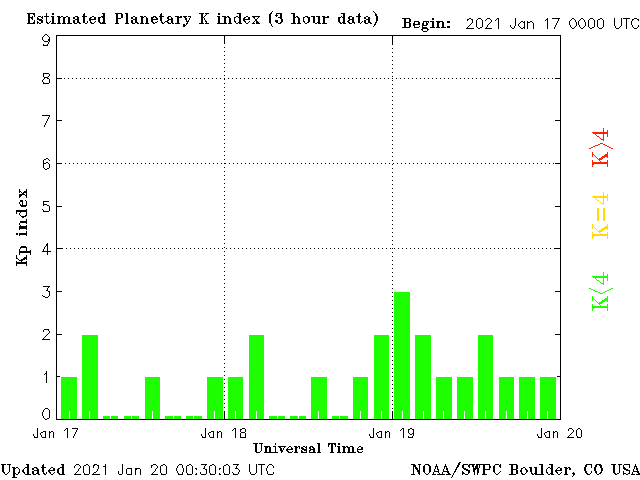 Estimated Planetary K index (3 hour data)
Begin: 2021 Jan 17 0000 UTC
9
8
7
6
5
4
3
2
1
0
Kp index
K>4
K=4
K<4
Jan 17
Jan 18
Jan 19
Jan 20
Universal Time
Updated 2021 Jan 20 00:30:03 UTC
NOAA/SWPC Boulder, CO USA